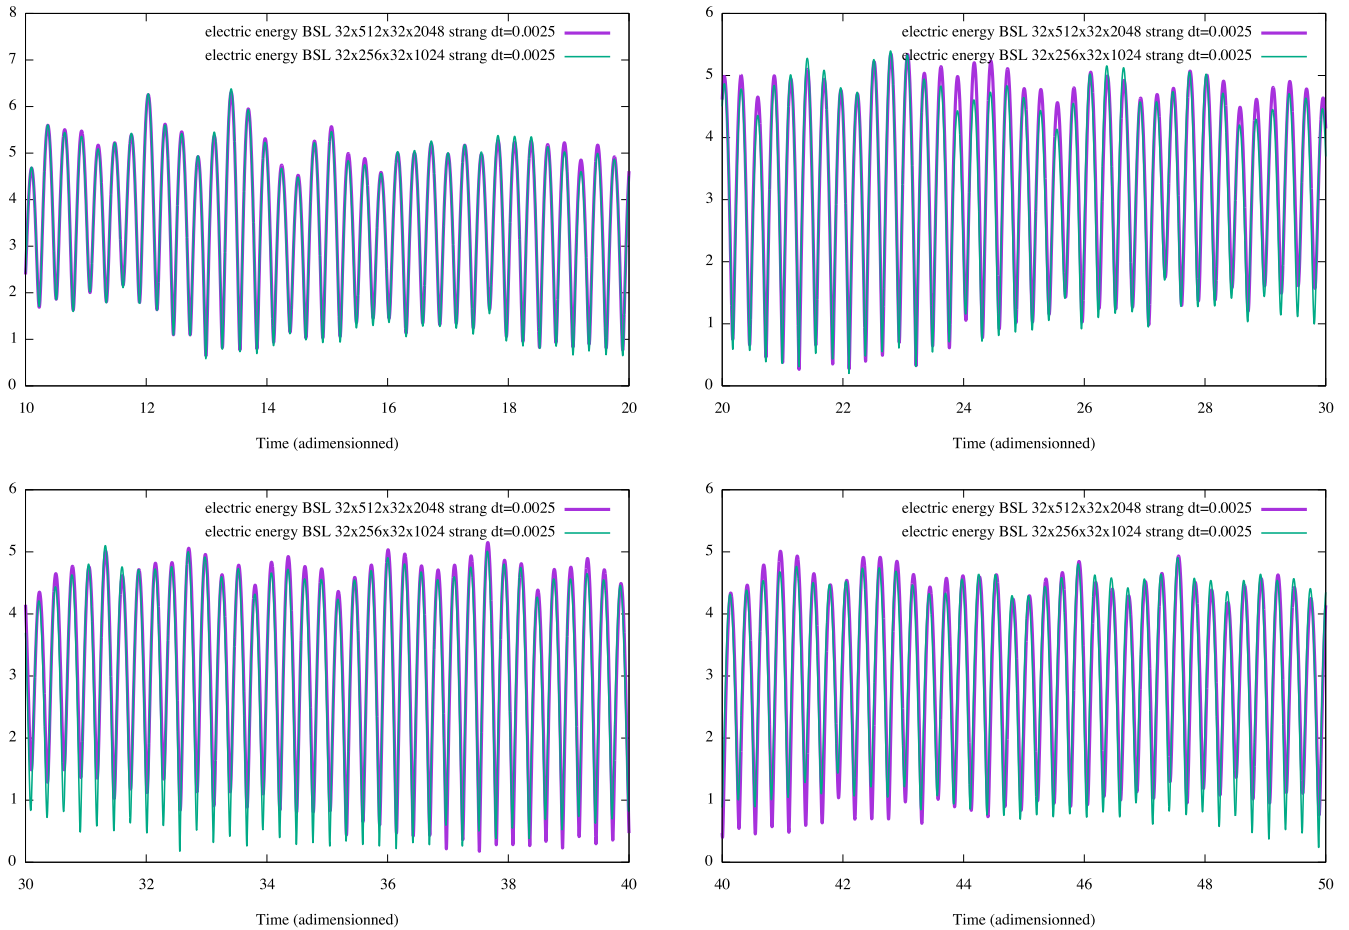 8
7
6
5
4
3
2
1
0
electric energy BSL 32x512x32x2048 strang dt=0.0025
electric energy BSL 32x256x32x1024 strang dt=0.0025
10 12 14 16 18 20
Time (adimensionned)
6
5
4
3
2
1
0
electric energy BSL 32x512x32x2048 strang dt=0.0025
electric energy BSL 32x256x32x1024 strang dt=0.0025
20 22 24 26 28 30
Time (adimensionned)
6
5
4
3
2
1
0
electric energy BSL 32x512x32x2048 strang dt=0.0025
electric energy BSL 32x256x32x1024 strang dt=0.0025
30 32 34 36 38 40
Time (adimensionned)
6
5
4
3
2
1
0
electric energy BSL 32x512x32x2048 strang dt=0.0025
electric energy BSL 32x256x32x1024 strang dt=0.0025
40 42 44 46 48 50
Time (adimensionned)